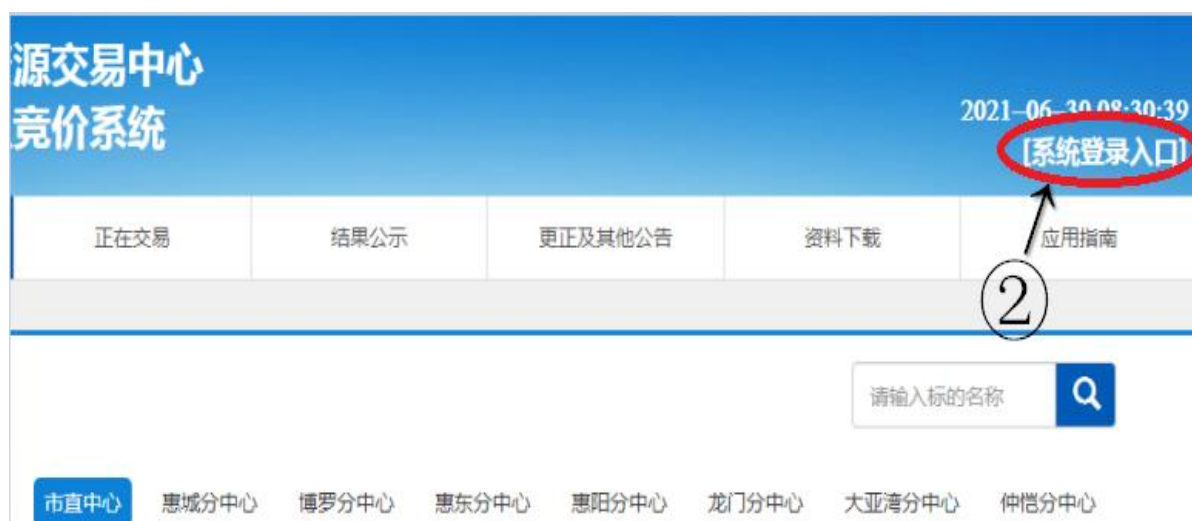 源交易中心
竞价系统
2021-06-30 08:30:39
[系统登录入口]
正在交易 结果公示 更正及其他公告 资料下载 应用指南
②
请输入标的名称
市直中心 惠城分中心 博罗分中心 惠东分中心 惠阳分中心 龙门分中心 大亚湾分中心 仲恺分中心